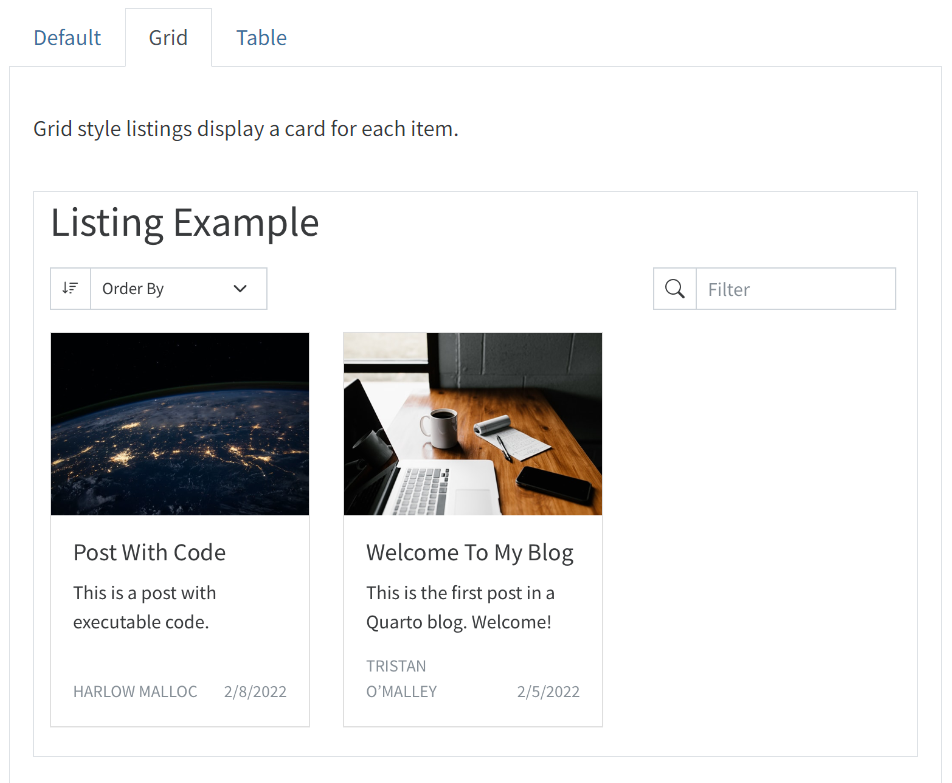 Default Grid Table
Grid style listings display a card for each item.
Listing Example
Order By
Filter
Post With Code
This is a post with
executable code.
HARLOW MALLOC 2/8/2022
Welcome To My Blog
This is the first post in a
Quarto blog. Welcome!
TRISTAN
O’MALLEY 2/5/2022